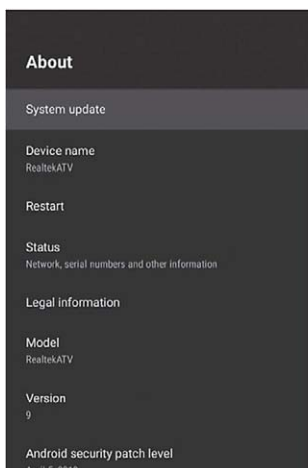 About
System update
Device name
RealtekATV
Restart
Status
Network, serial numbers and other information
Legal information
Model
RealtekATV
Version
9
Android security patch level